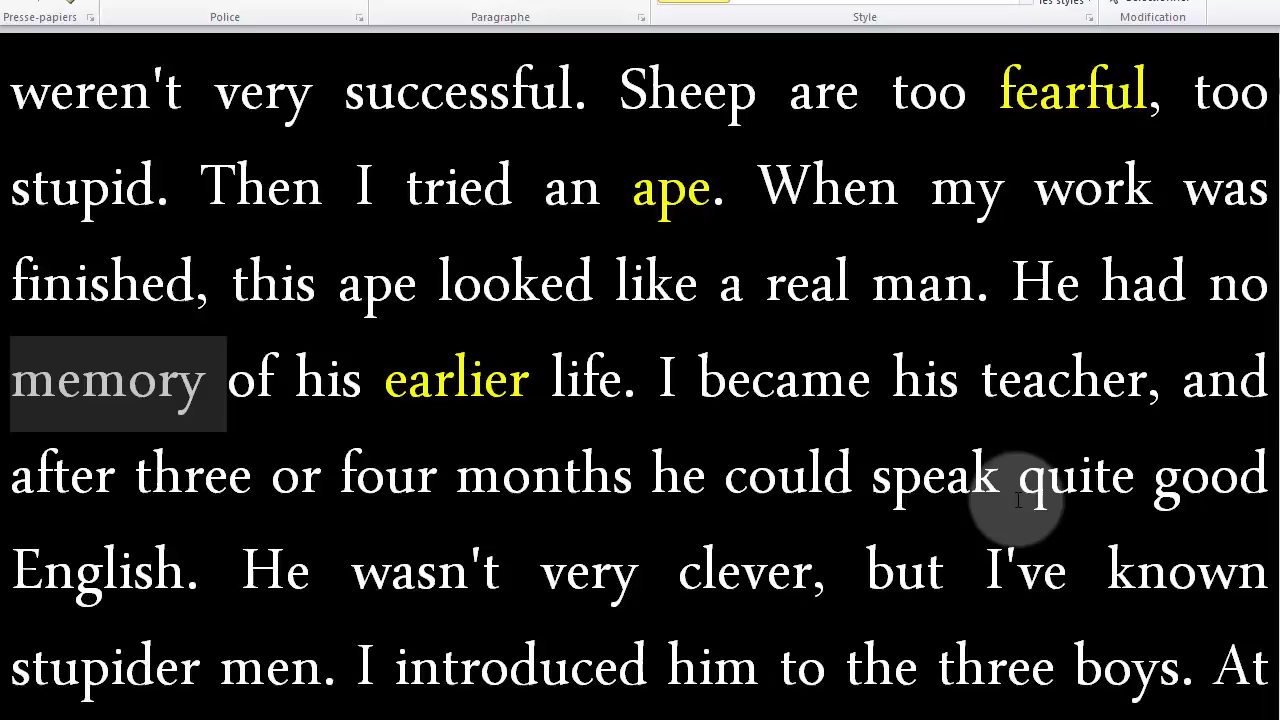 les styles
Presse-papiers Police Paragraphe Style Modification
weren't very successful. Sheep are too fearful, too
stupid. Then I tried an ape. When my work was
finished, this ape looked like a real man. He had no
memory of his earlier life. I became his teacher, and
after three or four months he could speak quite good
English. He wasn't very clever, but I've known
stupider men. I introduced him to the three boys. At